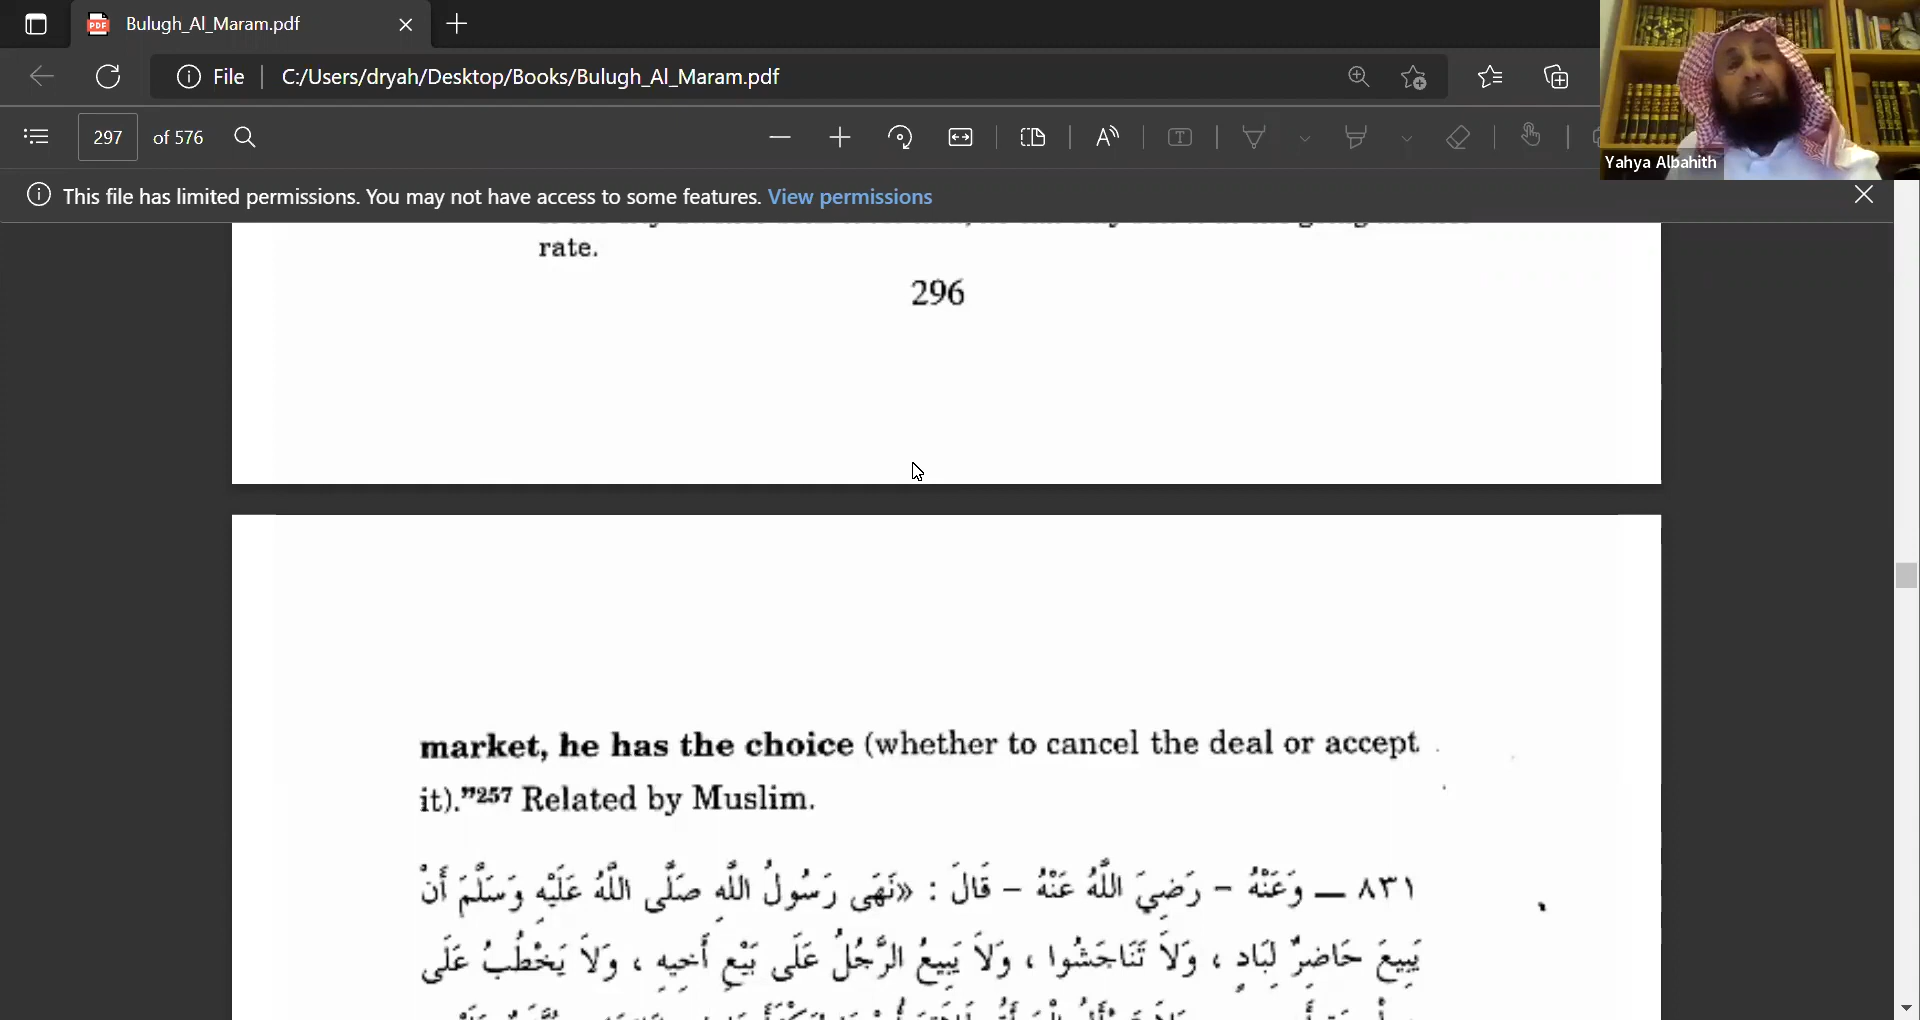 Bulugh_Al_Maram.pdf
File C:/Users/dryah/Desktop/Books/Bulugh_Al_Maram.pdf
297 of 576
Yahya Albahith
This file has limited permissions. You may not have access to some features. View permissions
rate.
296
market, he has the choice (whether to cancel the deal or accept
it)."257 Related by Muslim.
٨٣١ — وَعَنْهُ - رَضِيَ اللَّهُ عَنْهُ - قَالَ : «نَهَى رَسُولُ اللَّهِ صَلَّى اللَّهُ عَلَيْهِ وَسَلَّمَ أَنْ
يَبِيعَ حَاضِرٌ لِبَادٍ ، وَلاَ تَنَاجَشُوا ، وَلاَ يَبِيعُ الرَّجُلُ عَلَى بَيْعِ أَخِيهِ ، وَلاَ يَخْطُبُ عَلَى